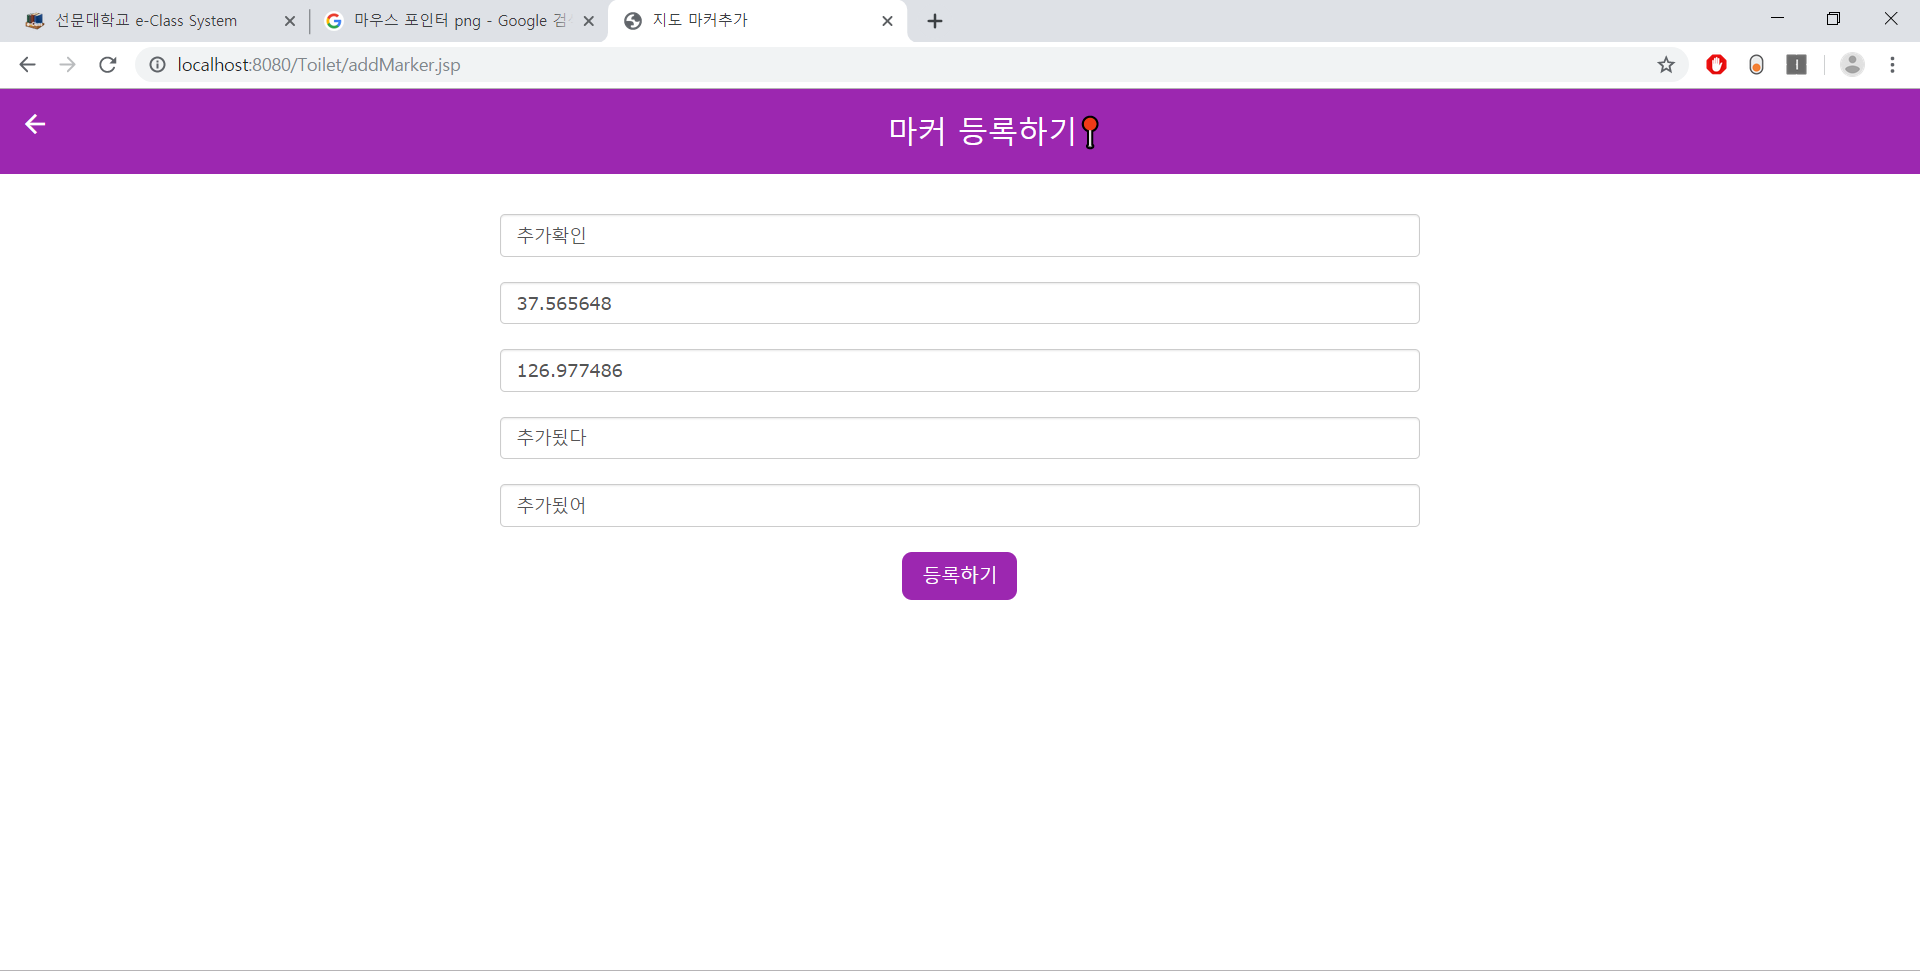 선문대학교 e-Class System
마우스 포인터 png - Google 검
지도 마커추가
localhost:8080/Toilet/addMarker.jsp
마커 등록하기
추가확인
37.565648
126.977486
추가됬다
추가됬어
등록하기